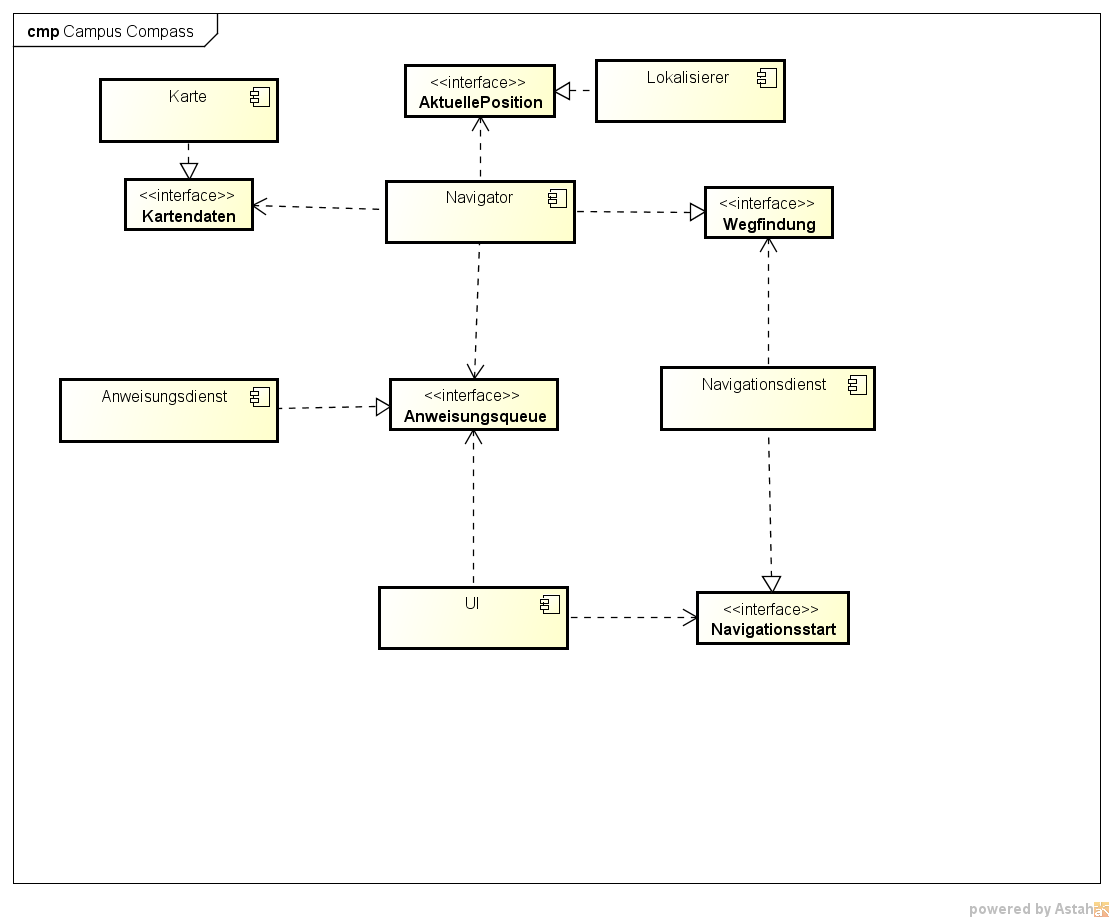 cmp Campus Compass
Karte
<<interface>>
AktuellePosition
Lokalisierer
<<interface>>
Kartendaten
Navigator
<<interface>>
Wegfindung
Anweisungsdienst
<<interface>>
Anweisungsqueue
Navigationsdienst
UI
<<interface>>
Navigationsstart
powered by Astah